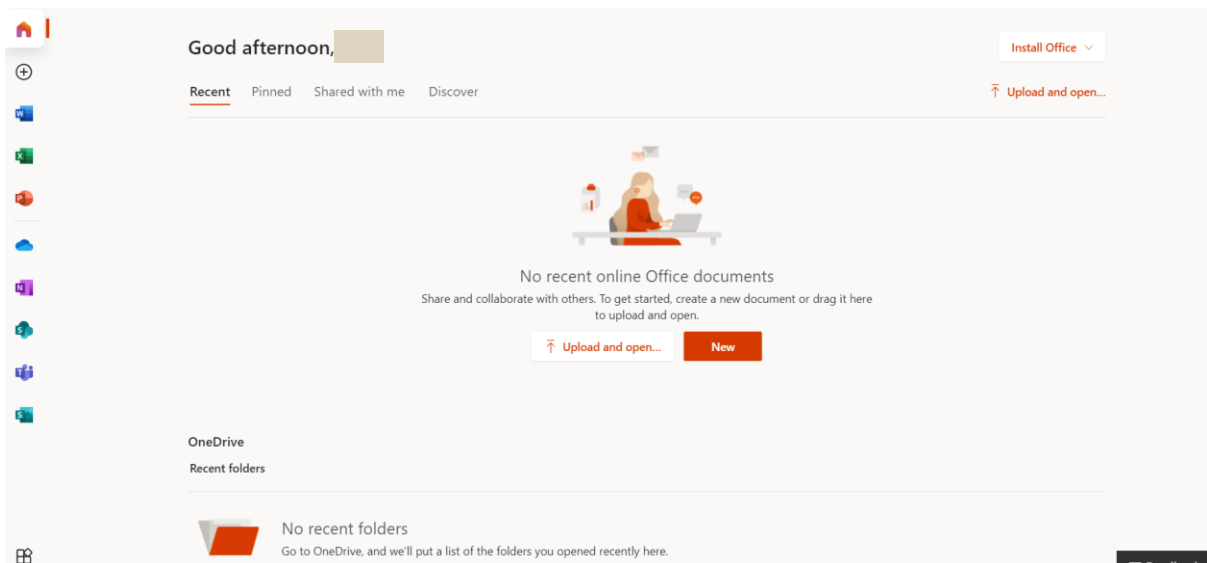 Good afternoon,
Install Office
Recent Pinned Shared with me Discover
Upload and open...
No recent online Office documents
Share and collaborate with others. To get started, create a new document or drag it here
to upload and open.
Upload and open... New
OneDrive
Recent folders
No recent folders
Go to OneDrive, and we'll put a list of the folders you opened recently here.